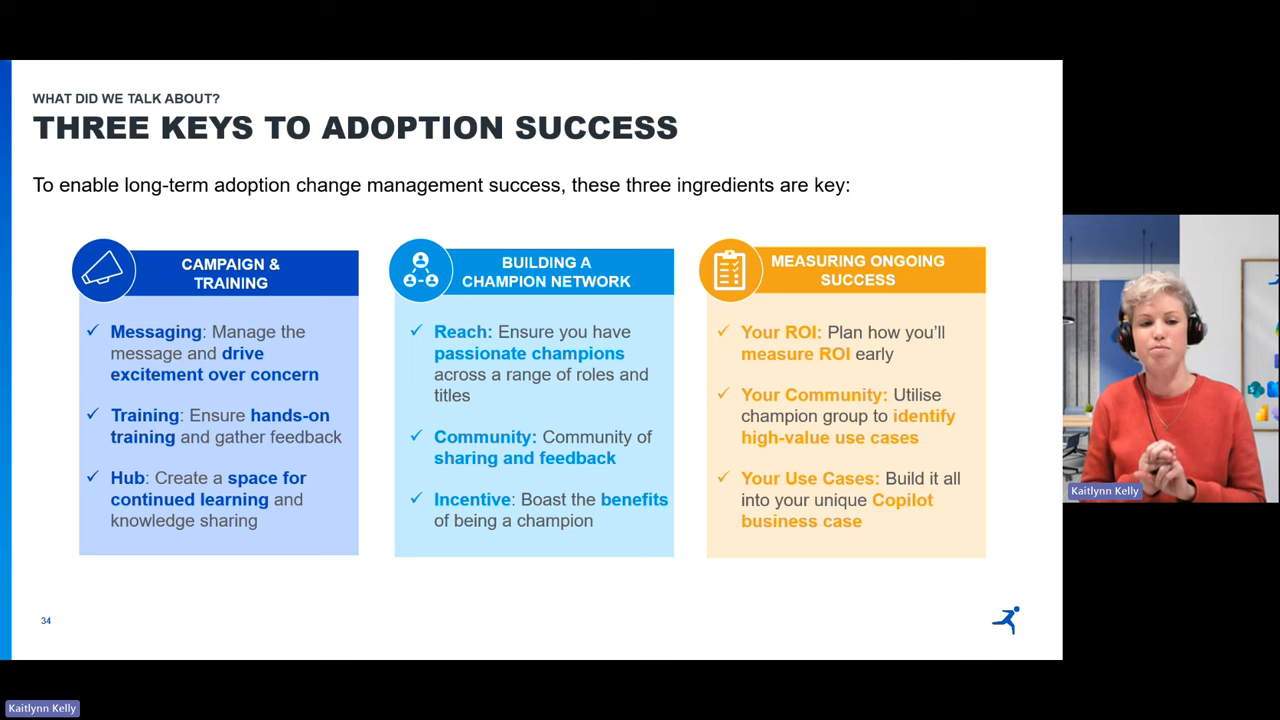 WHAT DID WE TALK ABOUT?
THREE KEYS TO ADOPTION SUCCESS
To enable long-term adoption change management success, these three ingredients are key:
CAMPAIGN &
TRAINING
Messaging: Manage the
message and drive
excitement over concern
Training: Ensure hands-on
training and gather feedback
Hub: Create a space for
continued learning and
knowledge sharing
BUILDING A
CHAMPION NETWORK
Reach: Ensure you have
passionate champions
across a range of roles and
titles
Community: Community of
sharing and feedback
Incentive: Boast the benefits
of being a champion
MEASURING ONGOING
SUCCESS
Your ROI: Plan how you’ll
measure ROI early
Your Community: Utilise
champion group to identify
high-value use cases
Your Use Cases: Build it all
into your unique Copilot
business case
34
Kaitlynn Kelly
Kaitlynn Kelly